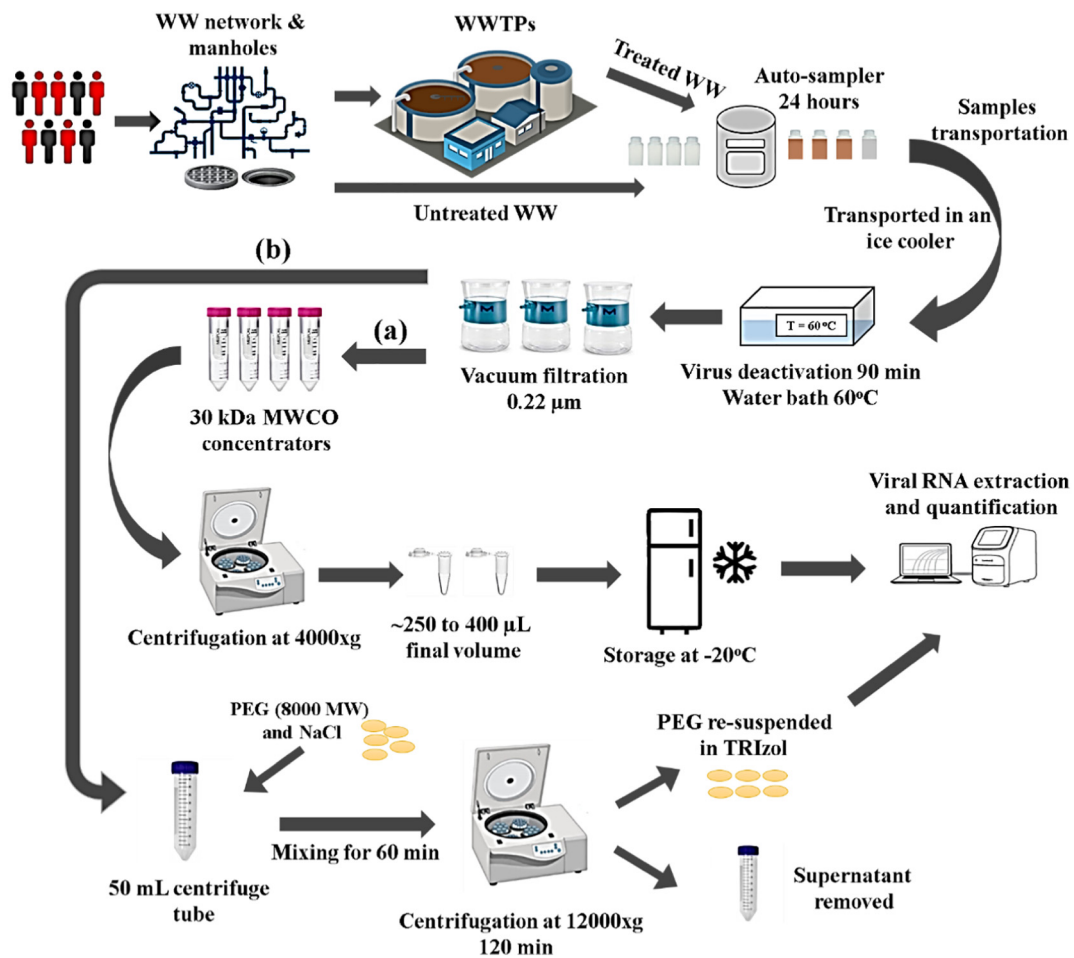 WW network &
manholes
WWTPs
Treated WW
Auto-sampler
24 hours
Samples
transportation
Untreated WW
Transported in an
ice cooler
(b)
(a)
T = 60 °C
Virus deactivation 90 min
Water bath 60°C
Vacuum filtration
0.22 µm
30 kDa MWCO
concentrators
Viral RNA extraction
and quantification
Centrifugation at 4000xg
~250 to 400 µL
final volume
Storage at -20°C
PEG (8000 MW)
and NaCl
PEG re-suspended
in TRIzol
Mixing for 60 min
50 mL centrifuge
tube
Centrifugation at 12000xg
120 min
Supernatant
removed